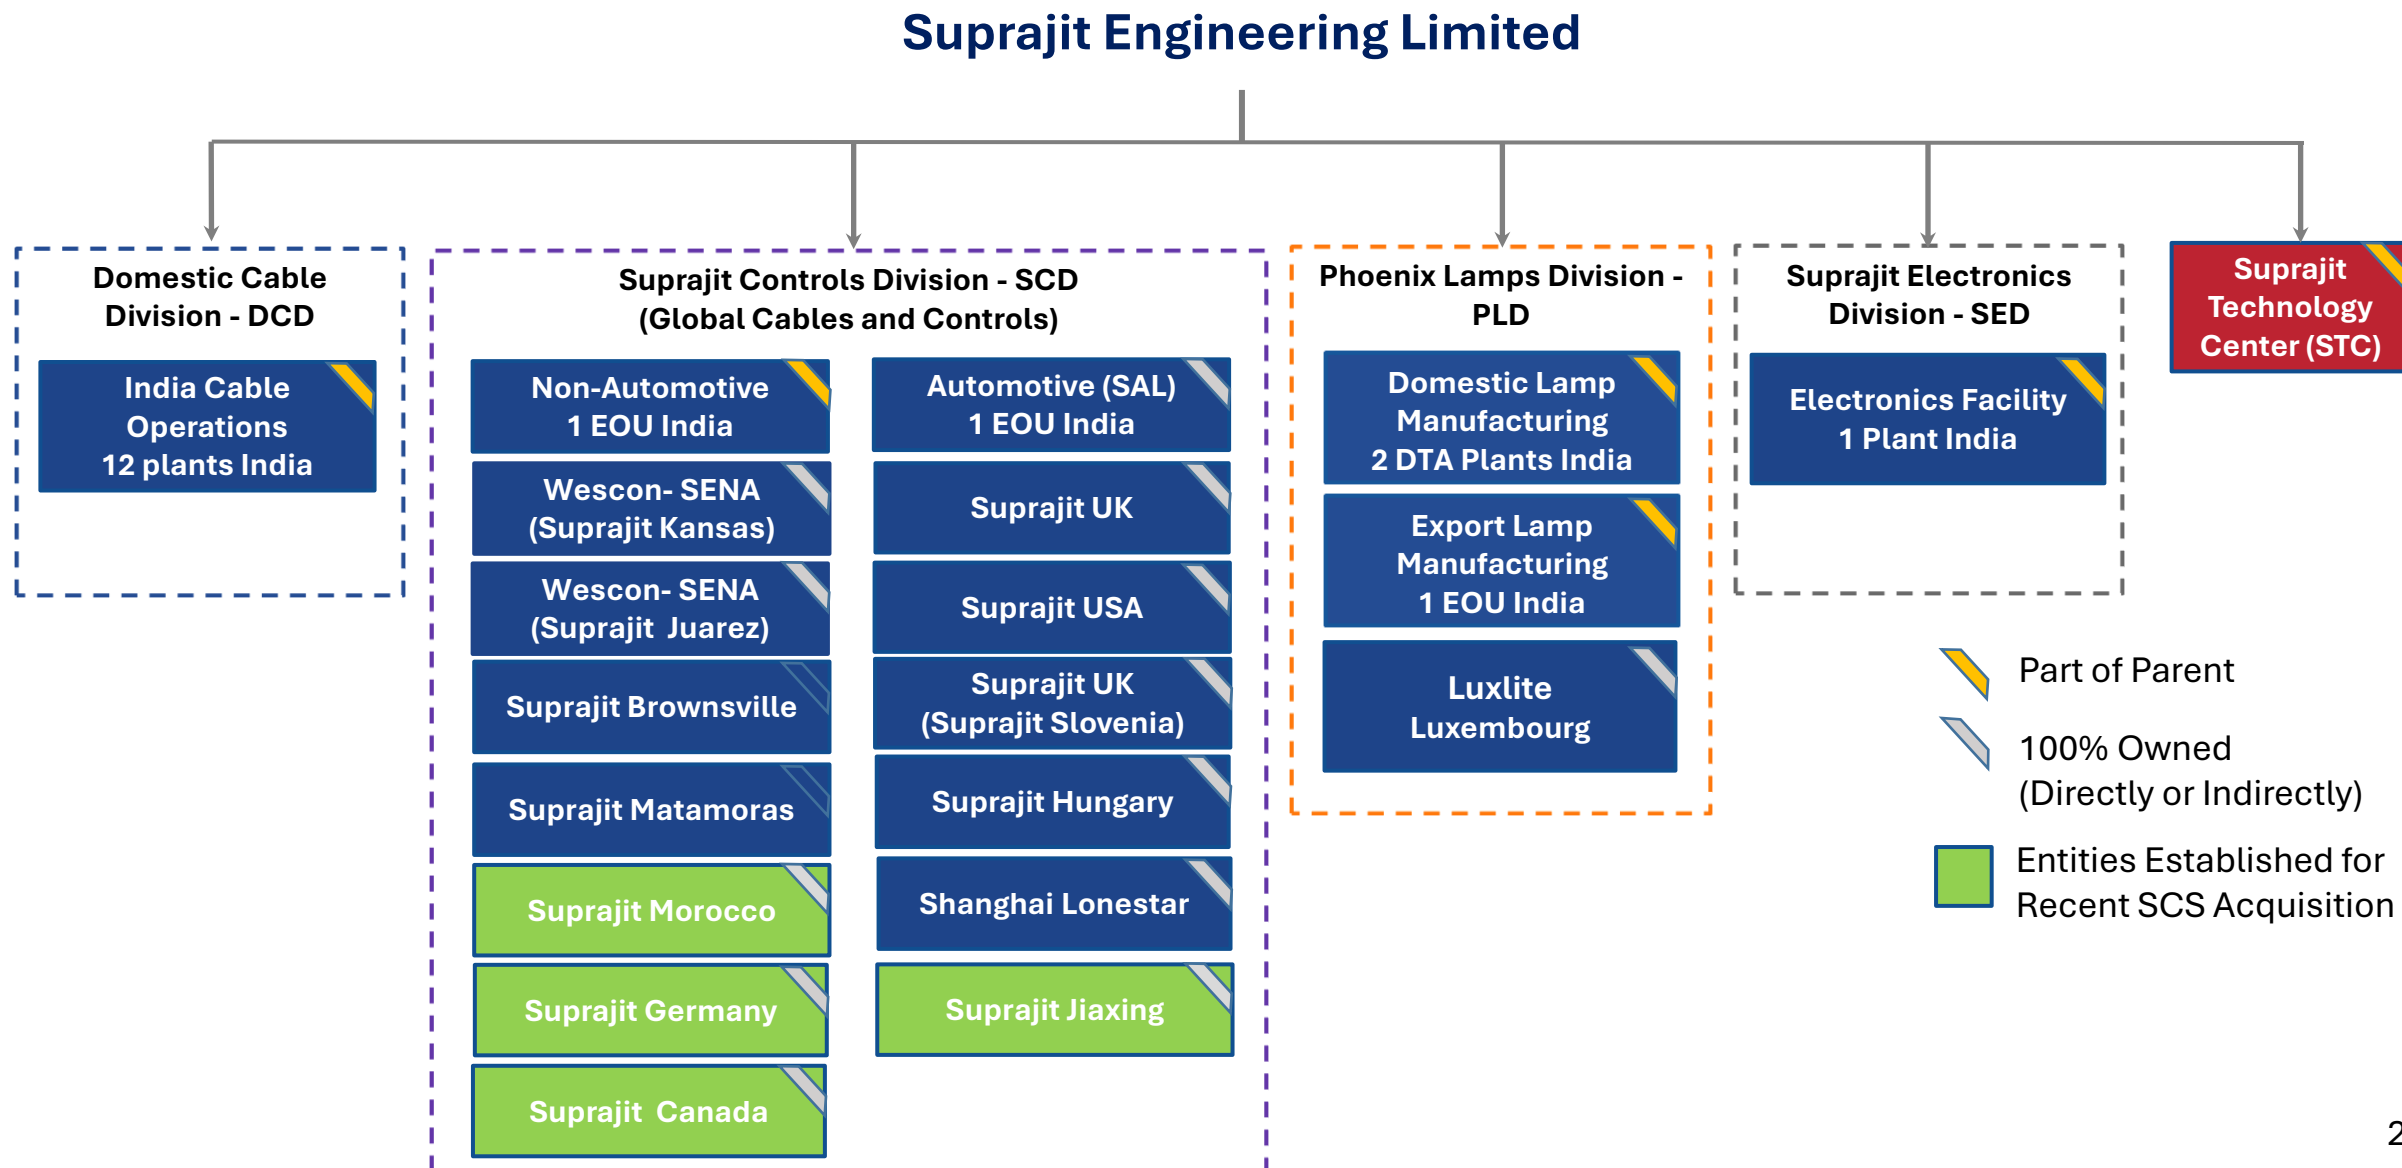 Suprajit Engineering Limited
Domestic Cable
Division - DCD
India Cable
Operations
12 plants India
Suprajit Controls Division - SCD
(Global Cables and Controls)
Non-Automotive
1 EOU India
Wescon- SENA
(Suprajit Kansas)
Wescon- SENA
(Suprajit  Juarez)
Suprajit Brownsville
Suprajit Matamoras
Suprajit Morocco
Suprajit Germany
Suprajit  Canada
Automotive (SAL)
1 EOU India
Suprajit UK
Suprajit USA
Suprajit UK
(Suprajit Slovenia)
Suprajit Hungary
Shanghai Lonestar
Suprajit Jiaxing
Phoenix Lamps Division -
PLD
Domestic Lamp
Manufacturing
2 DTA Plants India
Export Lamp
Manufacturing
1 EOU India
Luxlite
Luxembourg
Suprajit Electronics
Division - SED
Electronics Facility
1 Plant India
Suprajit
Technology
Center (STC)
Part of Parent
100% Owned
(Directly or Indirectly)
Entities Established for
Recent SCS Acquisition
2